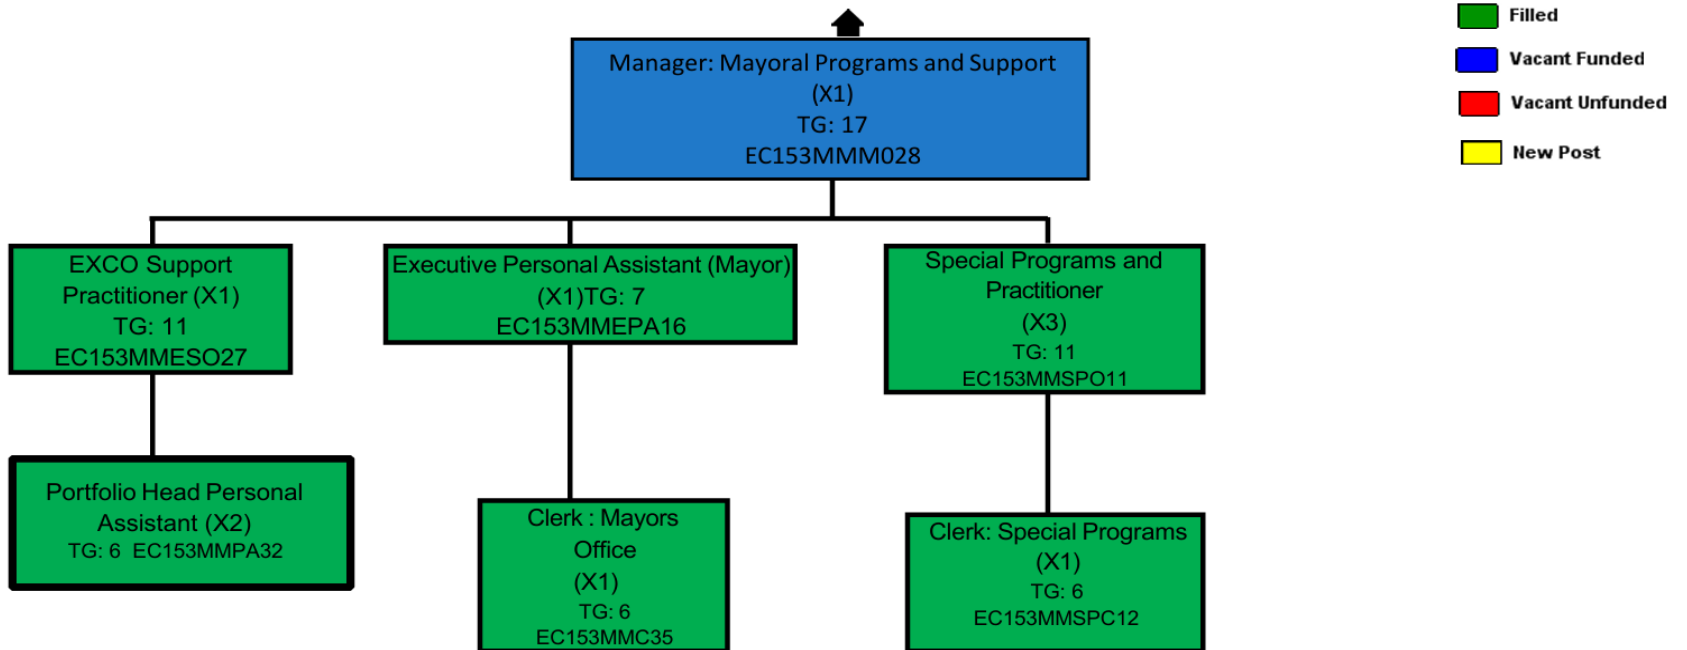 Filled
Vacant Funded
Vacant Unfunded
New Post
Manager: Mayoral Programs and Support
(X1)
TG: 17
EC153MMM028
EXCO Support
Practitioner (X1)
TG: 11
EC153MMESO27
Executive Personal Assistant (Mayor)
(X1)TG: 7
EC153MMEPA16
Special Programs and
Practitioner
(X3)
TG: 11
EC153MMSPO11
Portfolio Head Personal
Assistant (X2)
TG: 6 EC153MMPA32
Clerk : Mayors
Office
(X1)
TG: 6
EC153MMC35
Clerk: Special Programs
(X1)
TG: 6
EC153MMSPC12